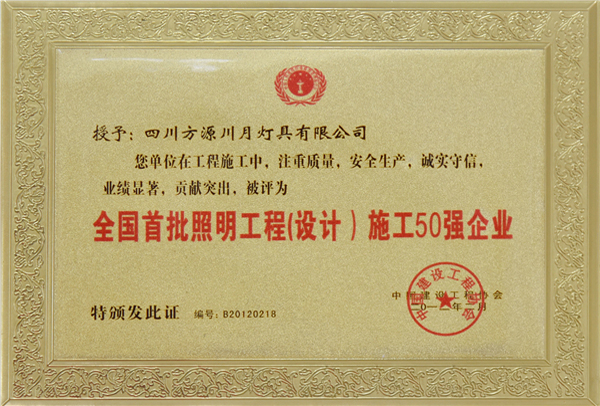 授予：四川方源川月灯具有限公司
您单位在工程施工中，注重质量，安全生产，诚实守信，
业绩显著，贡献突出，被评为
全国首批照明工程(设计）施工50强企业
中国建设工程协会
特颁发此证 编号：B20120218